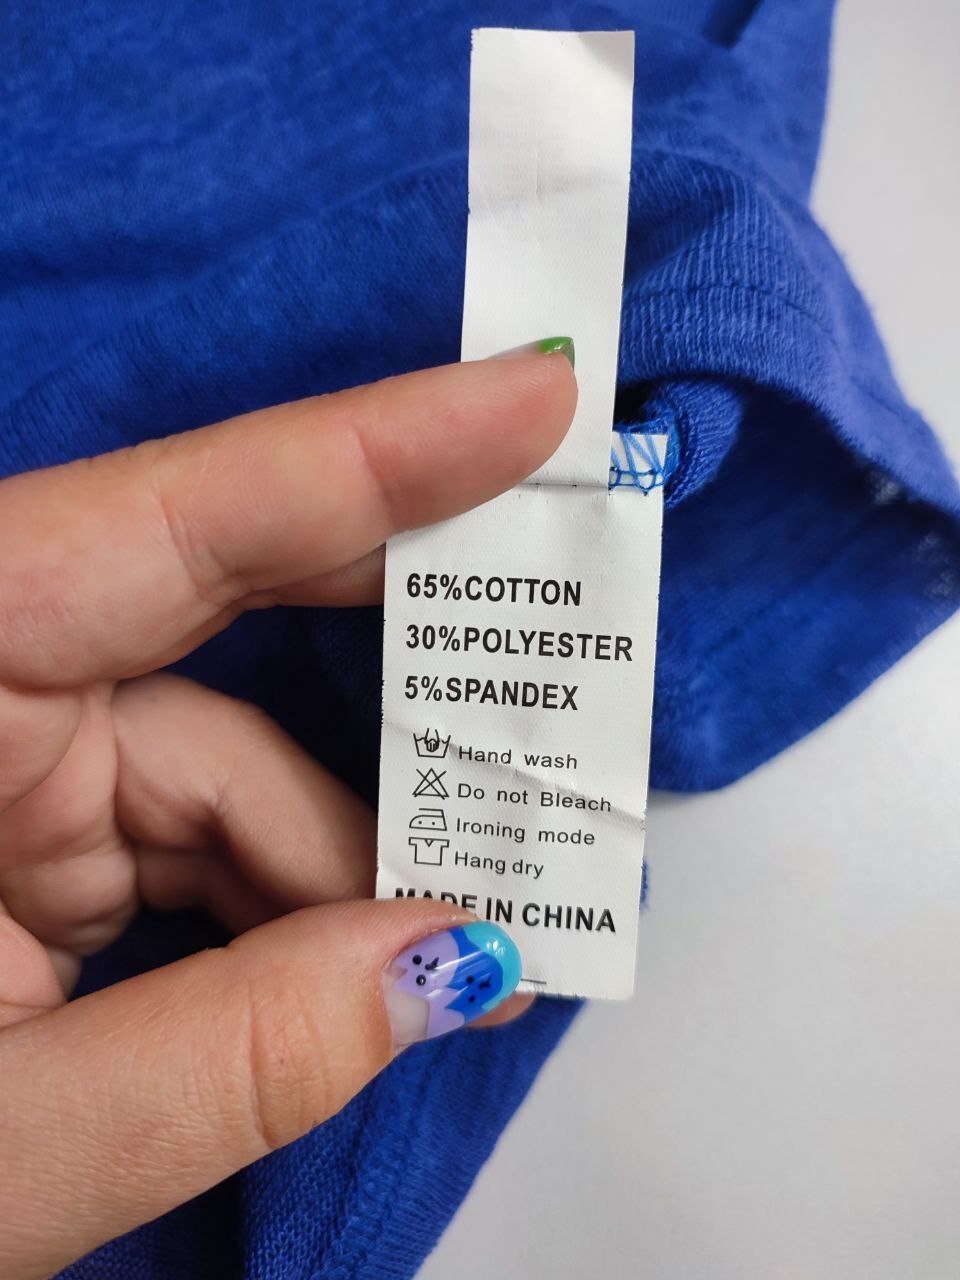 65%COTTON
30%POLYESTER
5%SPANDEX
Hand wash
Do not Bleach
Ironing mode
Hang dry
MADE IN CHINA